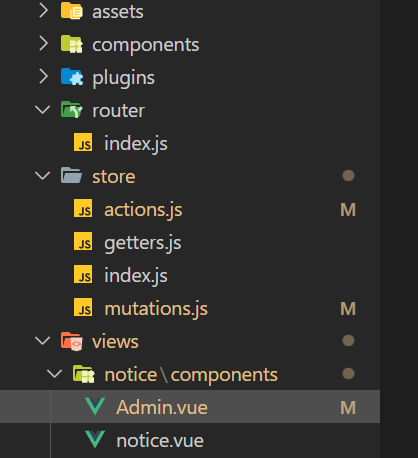 assets
components
plugins
router
JS index.js
store
JS actions.js M
JS getters.js
JS index.js
JS mutations.js M
views
notice\components
Admin.vue M
notice.vue